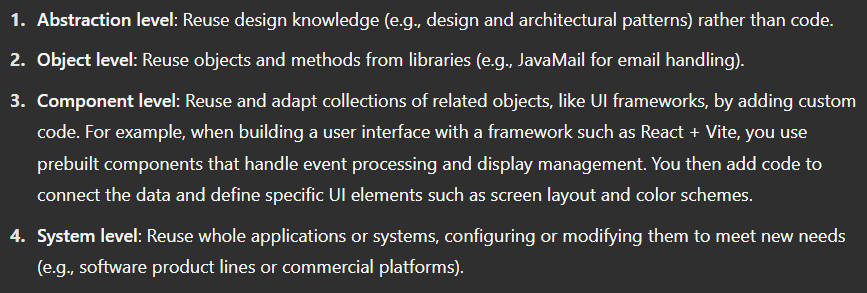 1. Abstraction level: Reuse design knowledge (e.g., design and architectural patterns) rather than code.
2. Object level: Reuse objects and methods from libraries (e.g., JavaMail for email handling).
3. Component level: Reuse and adapt collections of related objects, like UI frameworks, by adding custom
code. For example, when building a user interface with a framework such as React + Vite, you use
prebuilt components that handle event processing and display management. You then add code to
connect the data and define specific UI elements such as screen layout and color schemes.
4. System level: Reuse whole applications or systems, configuring or modifying them to meet new needs
(e.g., software product lines or commercial platforms).